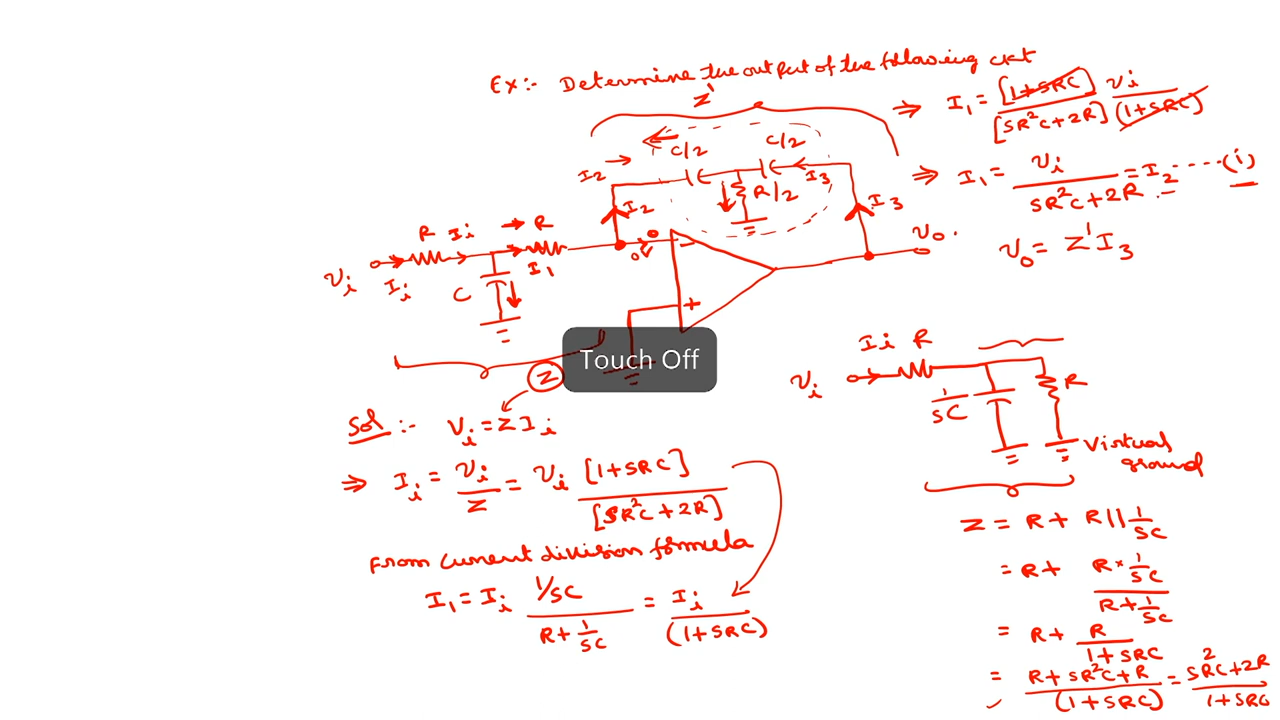 Ex:- Determine the output of the following ckt
Z'
I₂ → C/2 C/2 I₃
R/2
I₂ I₃
R Iᵢ → R
Vᵢ Iᵢ C I₁
0 0V − +
V₀
Z
Touch Off
Sol :- Vᵢ = Z Iᵢ
⇒ Iᵢ = Vᵢ/Z = Vᵢ [1+SRC]/[SR²C+2R]
From current division formula
I₁ = Iᵢ (1/SC)/(R+1/SC) = Iᵢ/(1+SRC)
⇒ I₁ = [1+SRC]/[SR²C+2R] Vᵢ/(1+SRC)
⇒ I₁ = Vᵢ/(SR²C+2R) = I₂ ----(i)
V₀ = Z' I₃
Iᵢ R
Vᵢ 1/SC R
Virtual
ground
Z = R + R||1/SC
= R + (R×1/SC)/(R+1/SC)
= R + R/(1+SRC)
= (R+SR²C+R)/(1+SRC) = (SR²C+2R)/(1+SRC)